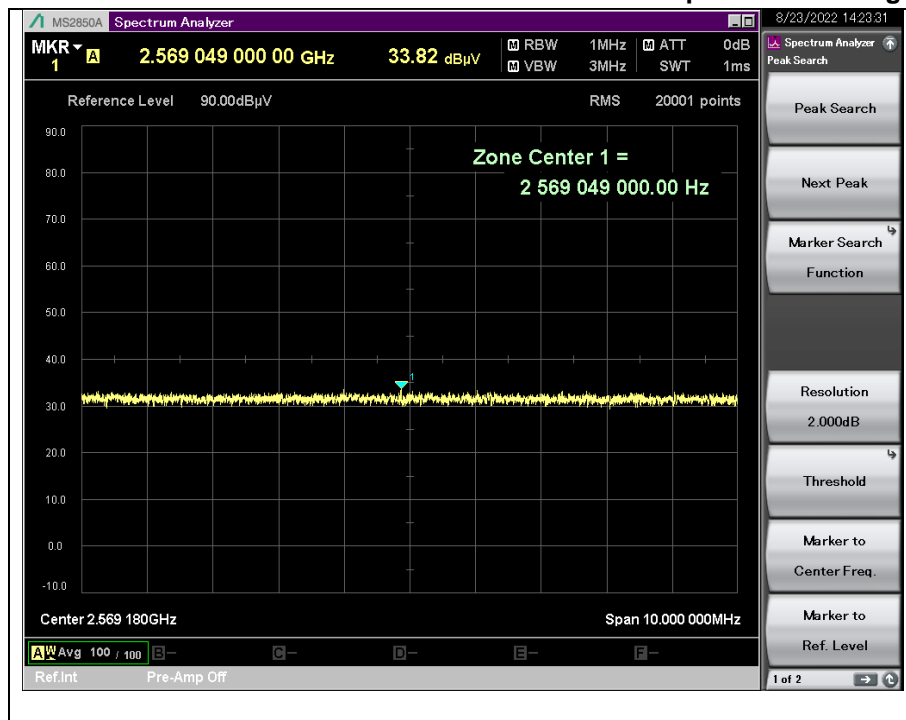 MS2850A Spectrum Analyzer
8/23/2022 14:23:31
MKR 1 A 2.569 049 000 00 GHz 33.82 dBμV
M RBW 1MHz M ATT 0dB
M VBW 3MHz SWT 1ms
Spectrum Analyzer
Peak Search
Reference Level 90.00dBμV RMS 20001 points
Peak Search
Next Peak
Marker Search
Function
Resolution
2.000dB
Threshold
Marker to
Center Freq.
Marker to
Ref. Level
1 of 2
Zone Center 1 =
2 569 049 000.00 Hz
90.0
80.0
70.0
60.0
50.0
40.0
1
30.0
20.0
10.0
0.0
-10.0
Center 2.569 180GHz Span 10.000 000MHz
A W Avg 100 / 100 B- C- D- E- F-
Ref.Int Pre-Amp Off